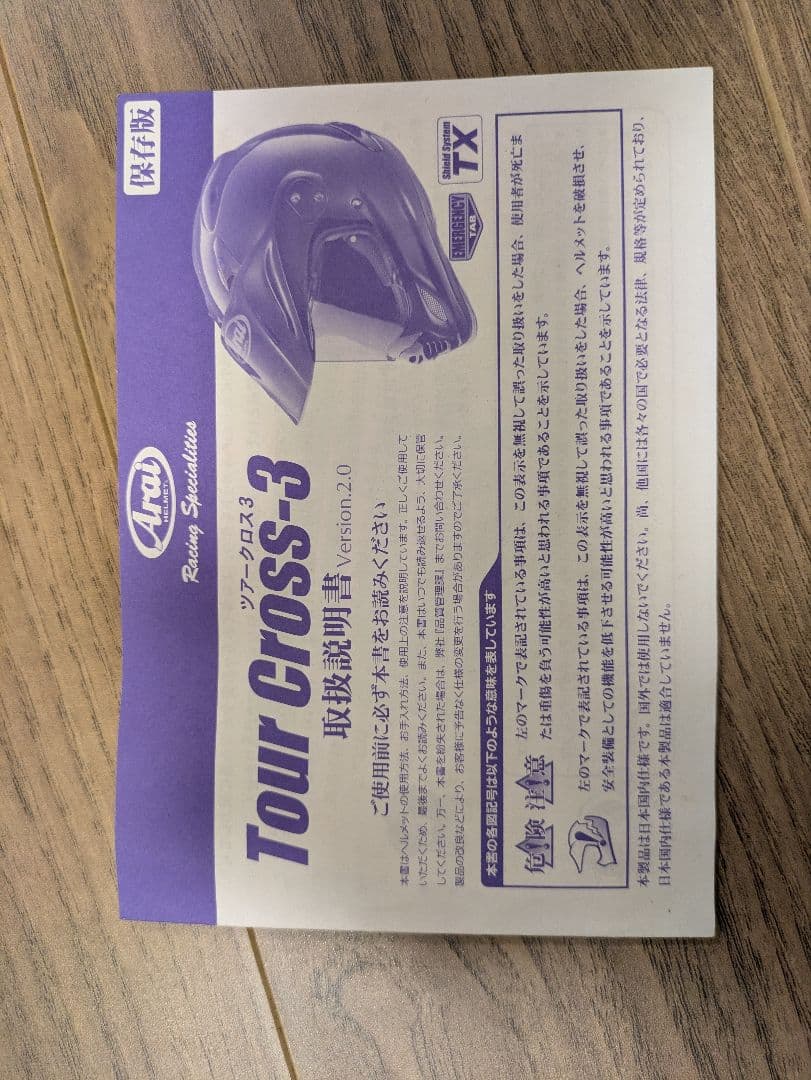 保存版
Arai
HELMET
Racing Specialities
Arai
ツアークロス3
Tour Cross-3
取扱説明書 Version.2.0
EMERGENCY
TAB
Shield System
TX
ご使用前に必ず本書をお読みください
本書はヘルメットの使用方法、お手入れ方法、使用上の注意を説明しています。正しくご使用して
いただくため、最後までよくお読みください。また、本書はいつでも読み返せるよう、大切に保管
してください。万一、本書を紛失された場合は、弊社『品質管理課』までお問い合わせください。
製品の改良などにより、お客様に予告なく仕様の変更を行う場合がありますのでご了承ください。
本書の各図記号は以下のような意味を表しています
危険 注意 左のマークで表記されている事項は、この表示を無視して誤った取り扱いをした場合、使用者が死亡ま
たは重傷を負う可能性が高いと思われる事項であることを示しています。
左のマークで表記されている事項は、この表示を無視して誤った取り扱いをした場合、ヘルメットを破損させ、
安全装備としての機能を低下させる可能性が高いと思われる事項であることを示しています。
本製品は日本国内仕様です。国外では使用しないでください。尚、他国には各々の国で必要となる法律、規格等が定められており、
日本国内仕様である本製品は適合していません。